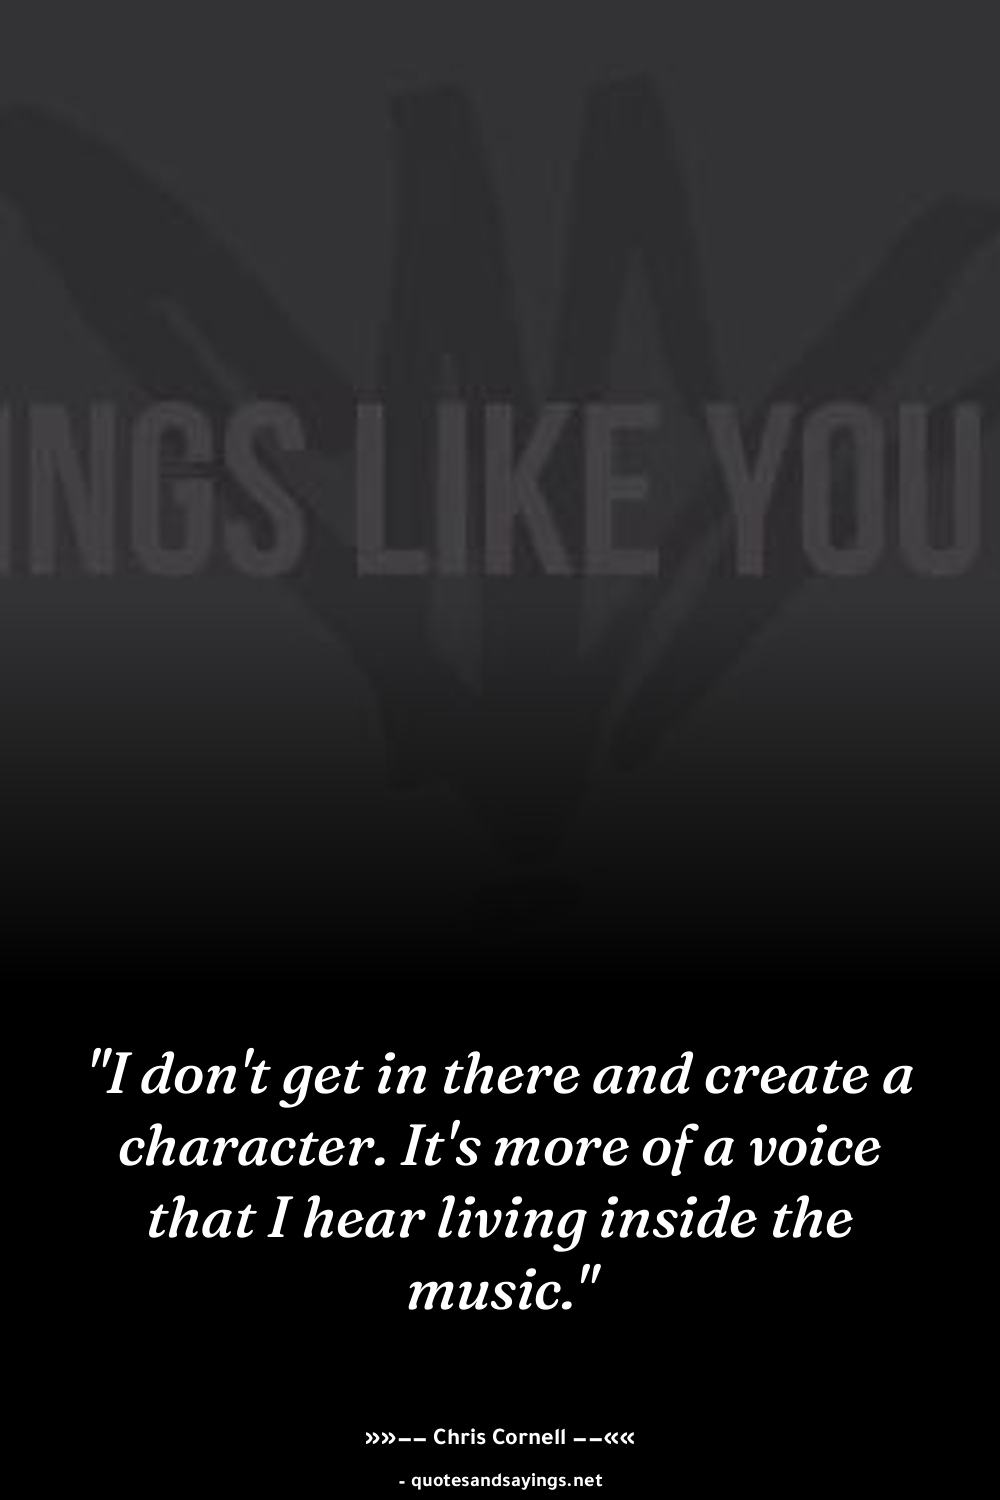 INGS LIKE YOU
"I don't get in there and create a
character. It's more of a voice
that I hear living inside the
music."
»»–– Chris Cornell ––««
- quotesandsayings.net